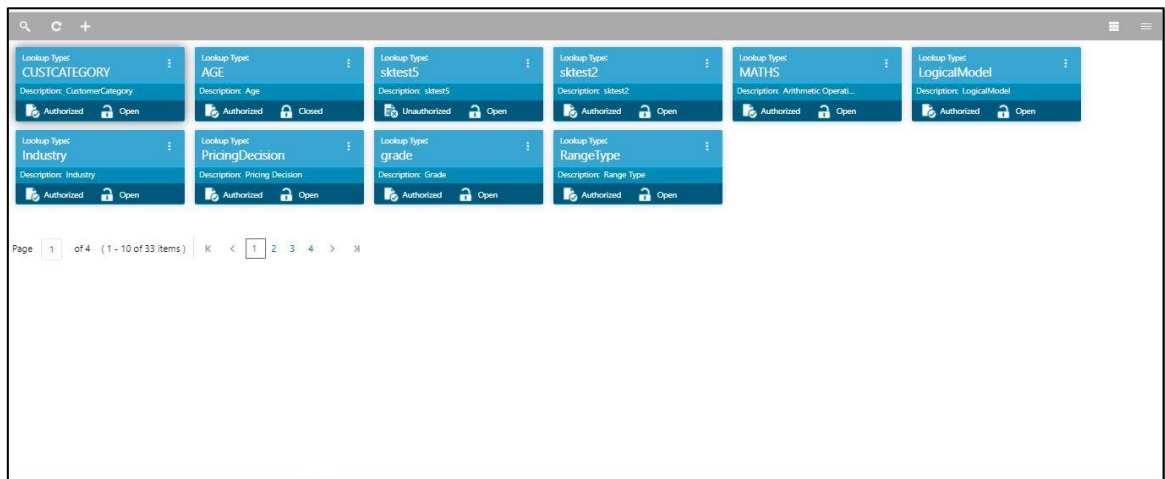 Lookup Type:
CUSTCATEGORY
Description: CustomerCategory
Authorized Open
Lookup Type:
AGE
Description: Age
Authorized Closed
Lookup Type:
sktest5
Description: sktest5
Unauthorized Open
Lookup Type:
sktest2
Description: sktest2
Authorized Open
Lookup Type:
MATHS
Description: Arithmetic Operati...
Authorized Open
Lookup Type:
LogicalModel
Description: LogicalModel
Authorized Open
Lookup Type:
Industry
Description: Industry
Authorized Open
Lookup Type:
PricingDecision
Description: Pricing Decision
Authorized Open
Lookup Type:
grade
Description: Grade
Authorized Open
Lookup Type:
RangeType
Description: Range Type
Authorized Open
Page 1 of 4 (1 - 10 of 33 items) 1 2 3 4